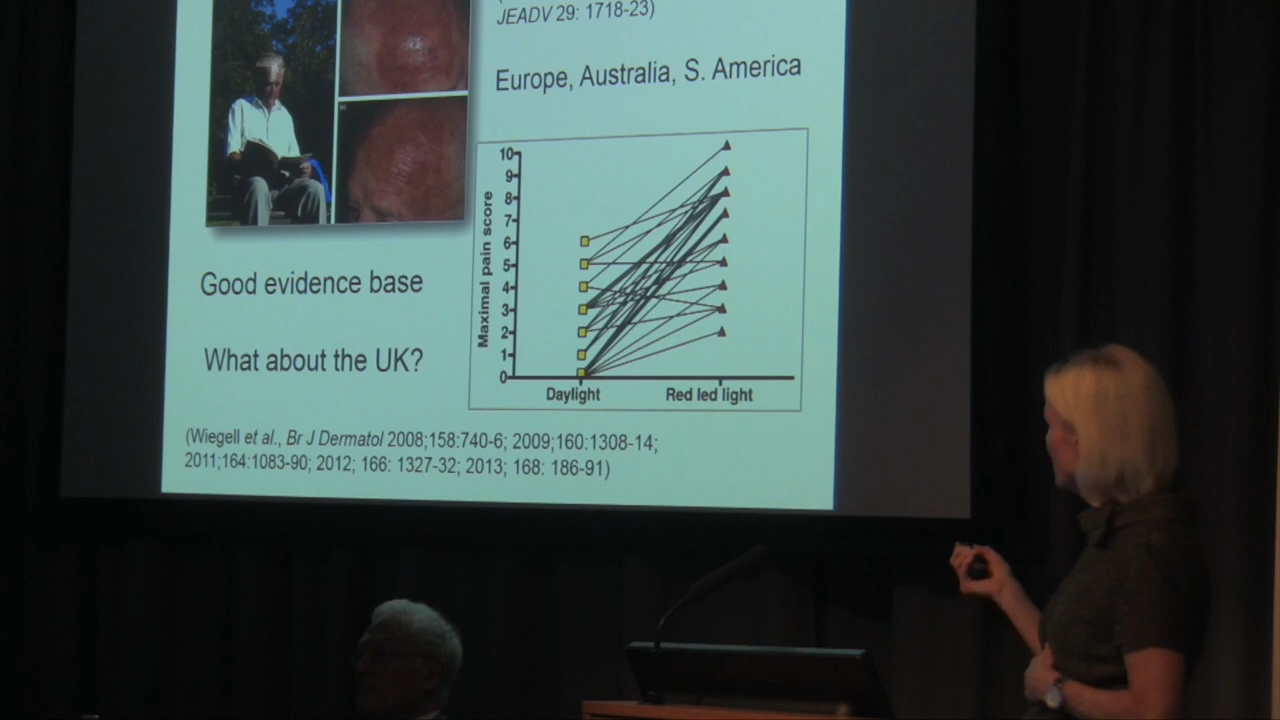 JEADV 29: 1718-23)
Europe, Australia, S. America
10
9
8
7
6
5
4
3
2
1
0
Maximal pain score
Daylight
Red led light
Good evidence base
What about the UK?
(Wiegell et al., Br J Dermatol 2008;158:740-6; 2009;160:1308-14;
2011;164:1083-90; 2012; 166: 1327-32; 2013; 168: 186-91)